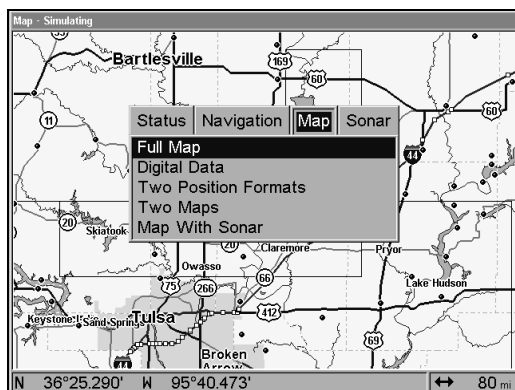 Map - Simulating
Bartlesville
169
60
60
11
Status Navigation Map Sonar
Full Map
Digital Data
Two Position Formats
Two Maps
Map With Sonar
44
20
Skiatook
20
Claremore
Pryor
Owasso
75
266
66
Lake Hudson
412
Keystone
Sand Springs
Tulsa
69
Broken
Arrow
44
N 36°25.290' W 95°40.473' ↔ 80 mi